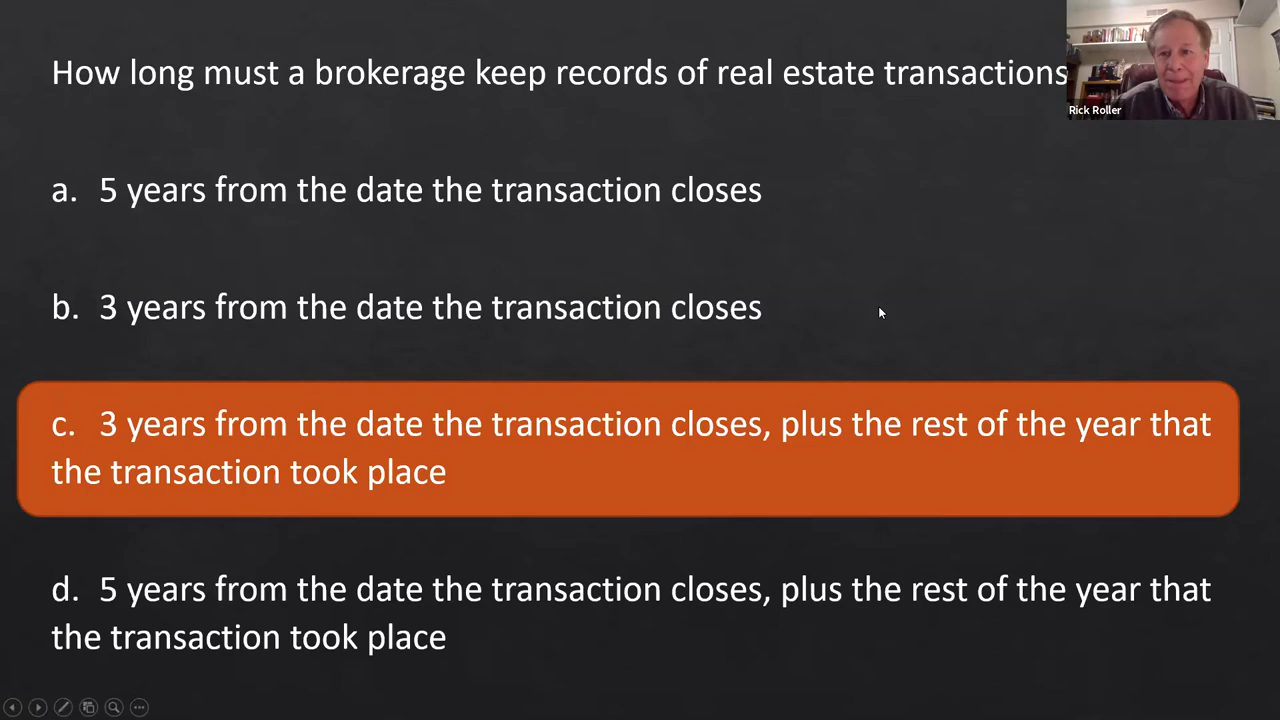 How long must a brokerage keep records of real estate transactions
Rick Roller
a. 5 years from the date the transaction closes
b. 3 years from the date the transaction closes
c. 3 years from the date the transaction closes, plus the rest of the year that
the transaction took place
d. 5 years from the date the transaction closes, plus the rest of the year that
the transaction took place